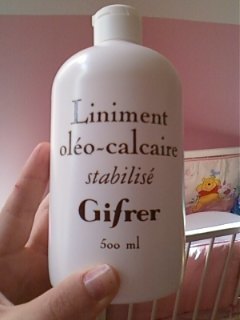 Liniment
oléo-calcaire
stabilisé
Gifrer
500 ml